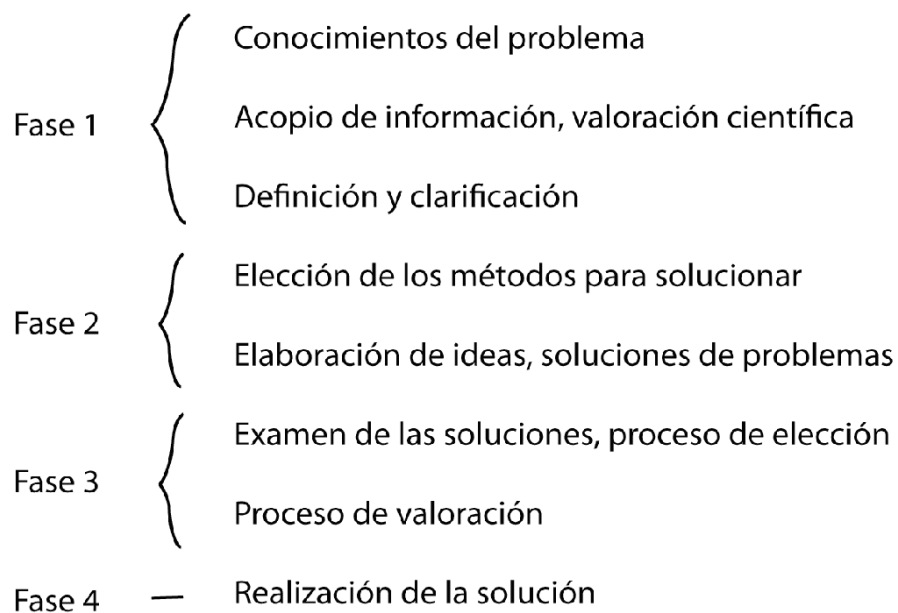 Conocimientos del problema
Fase 1
Acopio de información, valoración científica
Definición y clarificación
Elección de los métodos para solucionar
Fase 2
Elaboración de ideas, soluciones de problemas
Examen de las soluciones, proceso de elección
Fase 3
Proceso de valoración
Fase 4 — Realización de la solución